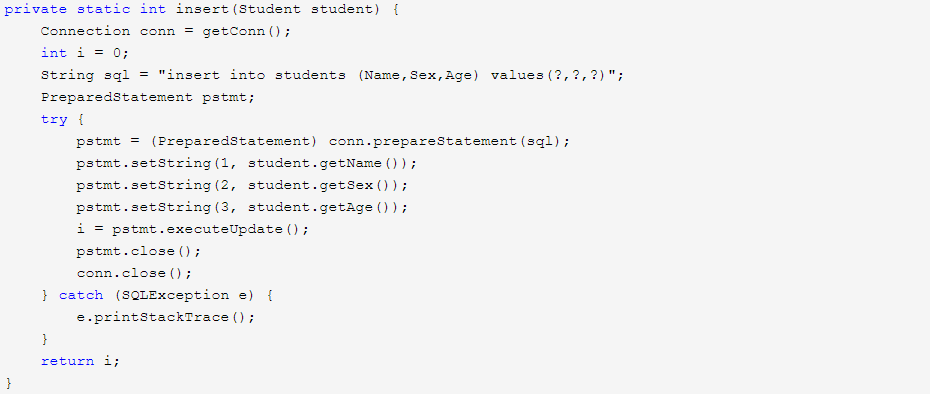 private static int insert(Student student) {
    Connection conn = getConn();
    int i = 0;
    String sql = "insert into students (Name,Sex,Age) values(?,?,?)";
    PreparedStatement pstmt;
    try {
        pstmt = (PreparedStatement) conn.prepareStatement(sql);
        pstmt.setString(1, student.getName());
        pstmt.setString(2, student.getSex());
        pstmt.setString(3, student.getAge());
        i = pstmt.executeUpdate();
        pstmt.close();
        conn.close();
    } catch (SQLException e) {
        e.printStackTrace();
    }
    return i;
}